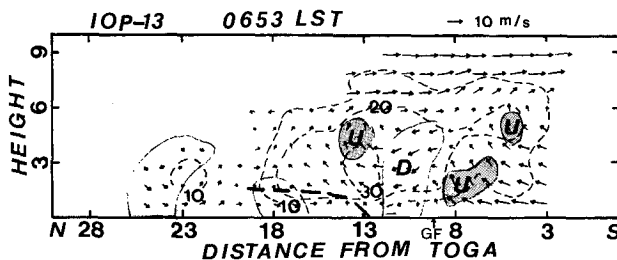 IOP-13 0653 LST → 10 m/s
HEIGHT
9
6
3
20
U
U
D
U
30
10
10
GF
N 28 23 18 13 8 3 S
DISTANCE FROM TOGA